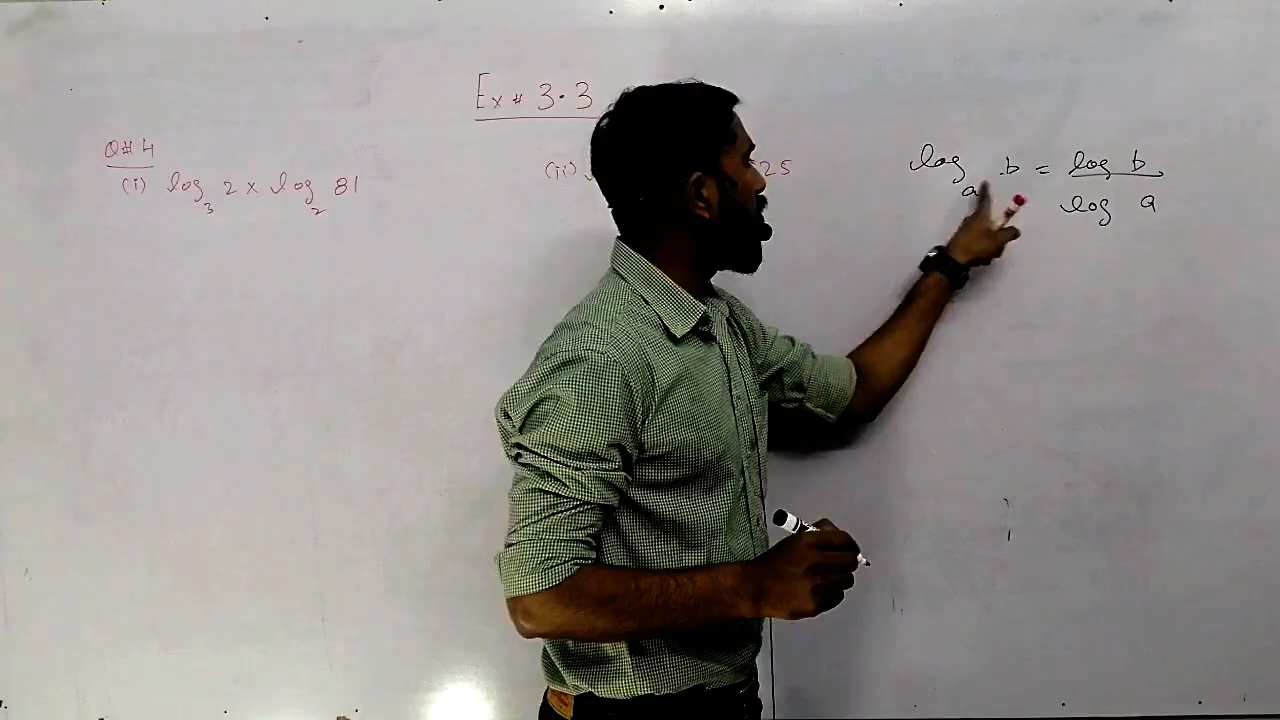 Ex # 3.3
Q#4
(i) log₃ 2 × log₂ 81
(ii) 25
logₐ b = log b / log a